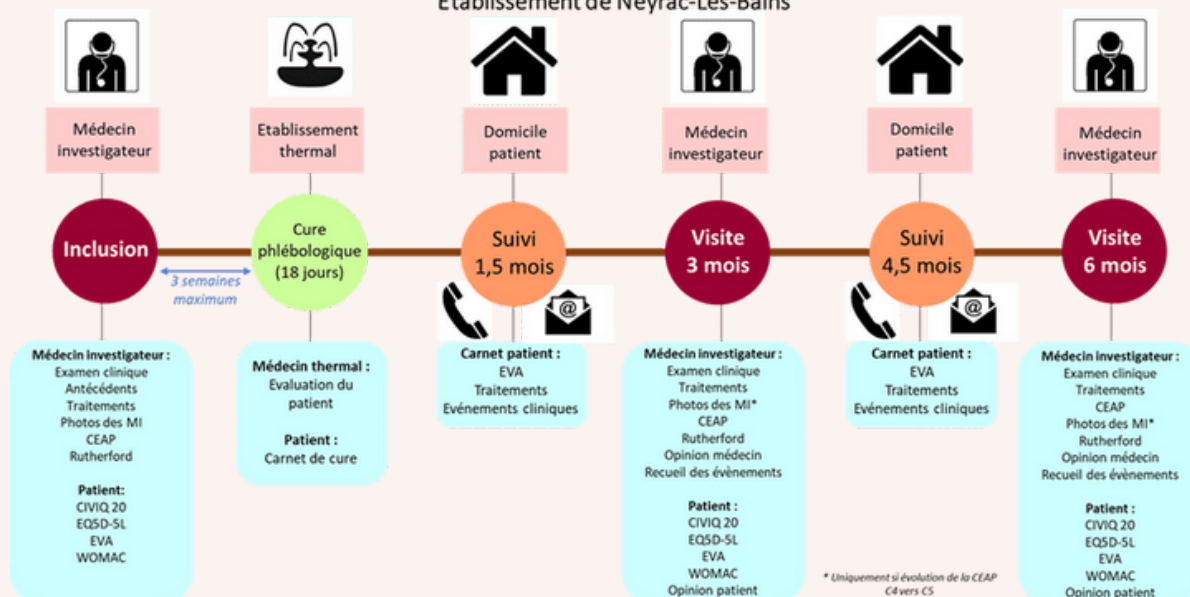 Etablissement de Neyrac-Les-Bains
Médecin
investigateur
Etablissement
thermal
Domicile
patient
Médecin
investigateur
Domicile
patient
Médecin
investigateur
Inclusion
3 semaines
maximum
Cure
phlébologique
(18 jours)
Suivi
1,5 mois
Visite
3 mois
Suivi
4,5 mois
Visite
6 mois
@
@
Médecin investigateur :
Examen clinique
Antécédents
Traitements
Photos des MI
CEAP
Rutherford
Patient:
CIVIQ 20
EQ5D-5L
EVA
WOMAC
Médecin thermal :
Evaluation du
patient
Patient :
Carnet de cure
Carnet patient :
EVA
Traitements
Evénements cliniques
Médecin investigateur :
Examen clinique
Traitements
Photos des MI*
CEAP
Rutherford
Opinion médecin
Recueil des évènements
Patient :
CIVIQ 20
EQ5D-5L
EVA
WOMAC
Opinion patient
Carnet patient :
EVA
Traitements
Evénements cliniques
* Uniquement si évolution de la CEAP
C4 vers C5
Médecin investigateur :
Examen clinique
Traitements
CEAP
Photos des MI*
Rutherford
Opinion médecin
Recueil des évènements
Patient :
CIVIQ 20
EQ5D-5L
EVA
WOMAC
Opinion patient